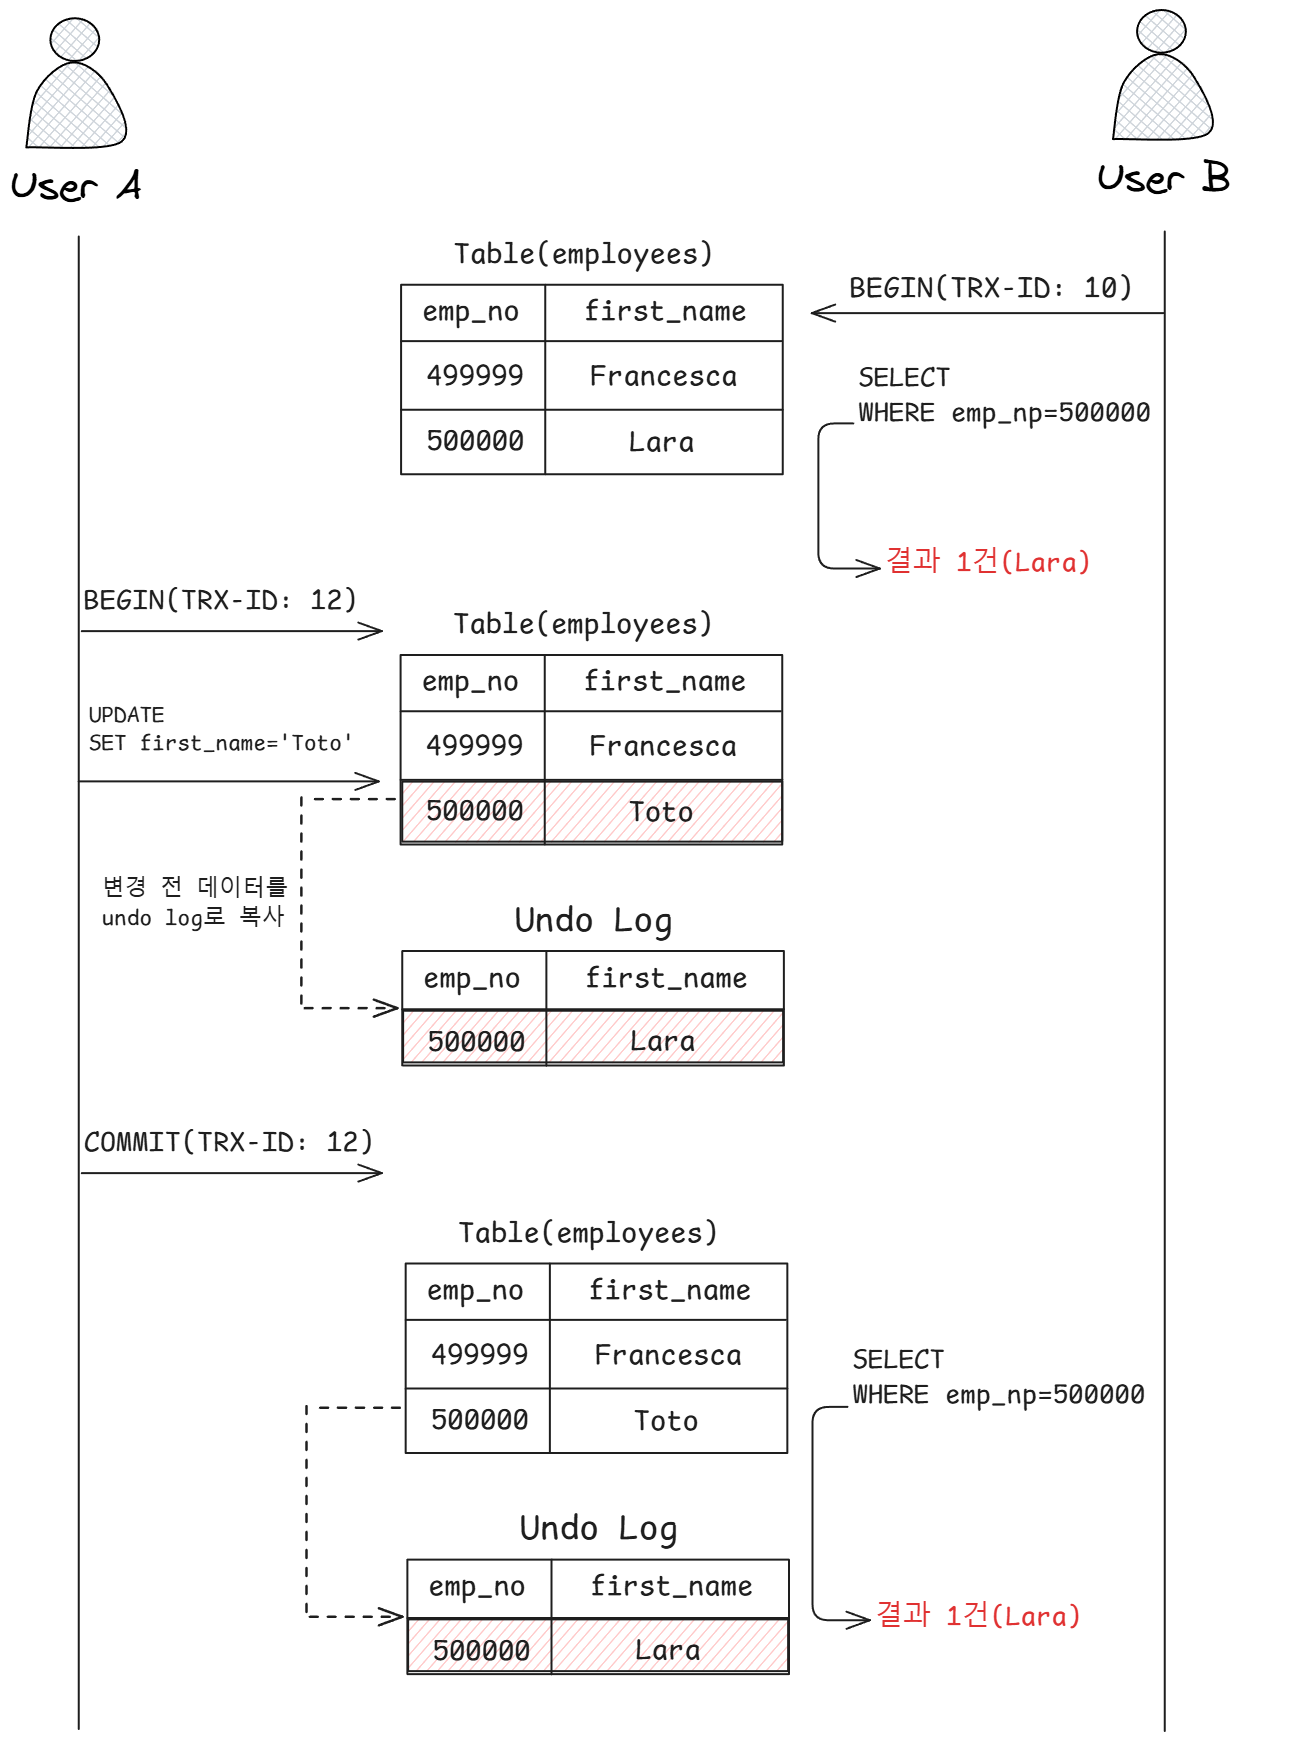 User A
User B
Table(employees)
emp_no first_name
499999 Francesca
500000 Lara
BEGIN(TRX-ID: 10)
SELECT
WHERE emp_np=500000
결과 1건(Lara)
BEGIN(TRX-ID: 12)
UPDATE
SET first_name='Toto'
Table(employees)
emp_no first_name
499999 Francesca
500000 Toto
변경 전 데이터를
undo log로 복사
Undo Log
emp_no first_name
500000 Lara
COMMIT(TRX-ID: 12)
Table(employees)
emp_no first_name
499999 Francesca
500000 Toto
SELECT
WHERE emp_np=500000
Undo Log
emp_no first_name
500000 Lara
결과 1건(Lara)